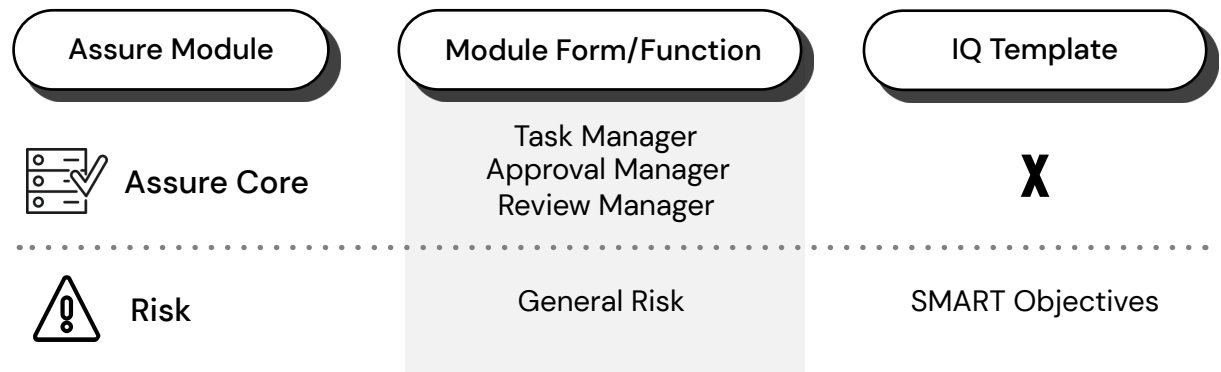 Assure Module
Module Form/Function
IQ Template
Assure Core
Task Manager
Approval Manager
Review Manager
X
Risk
General Risk
SMART Objectives